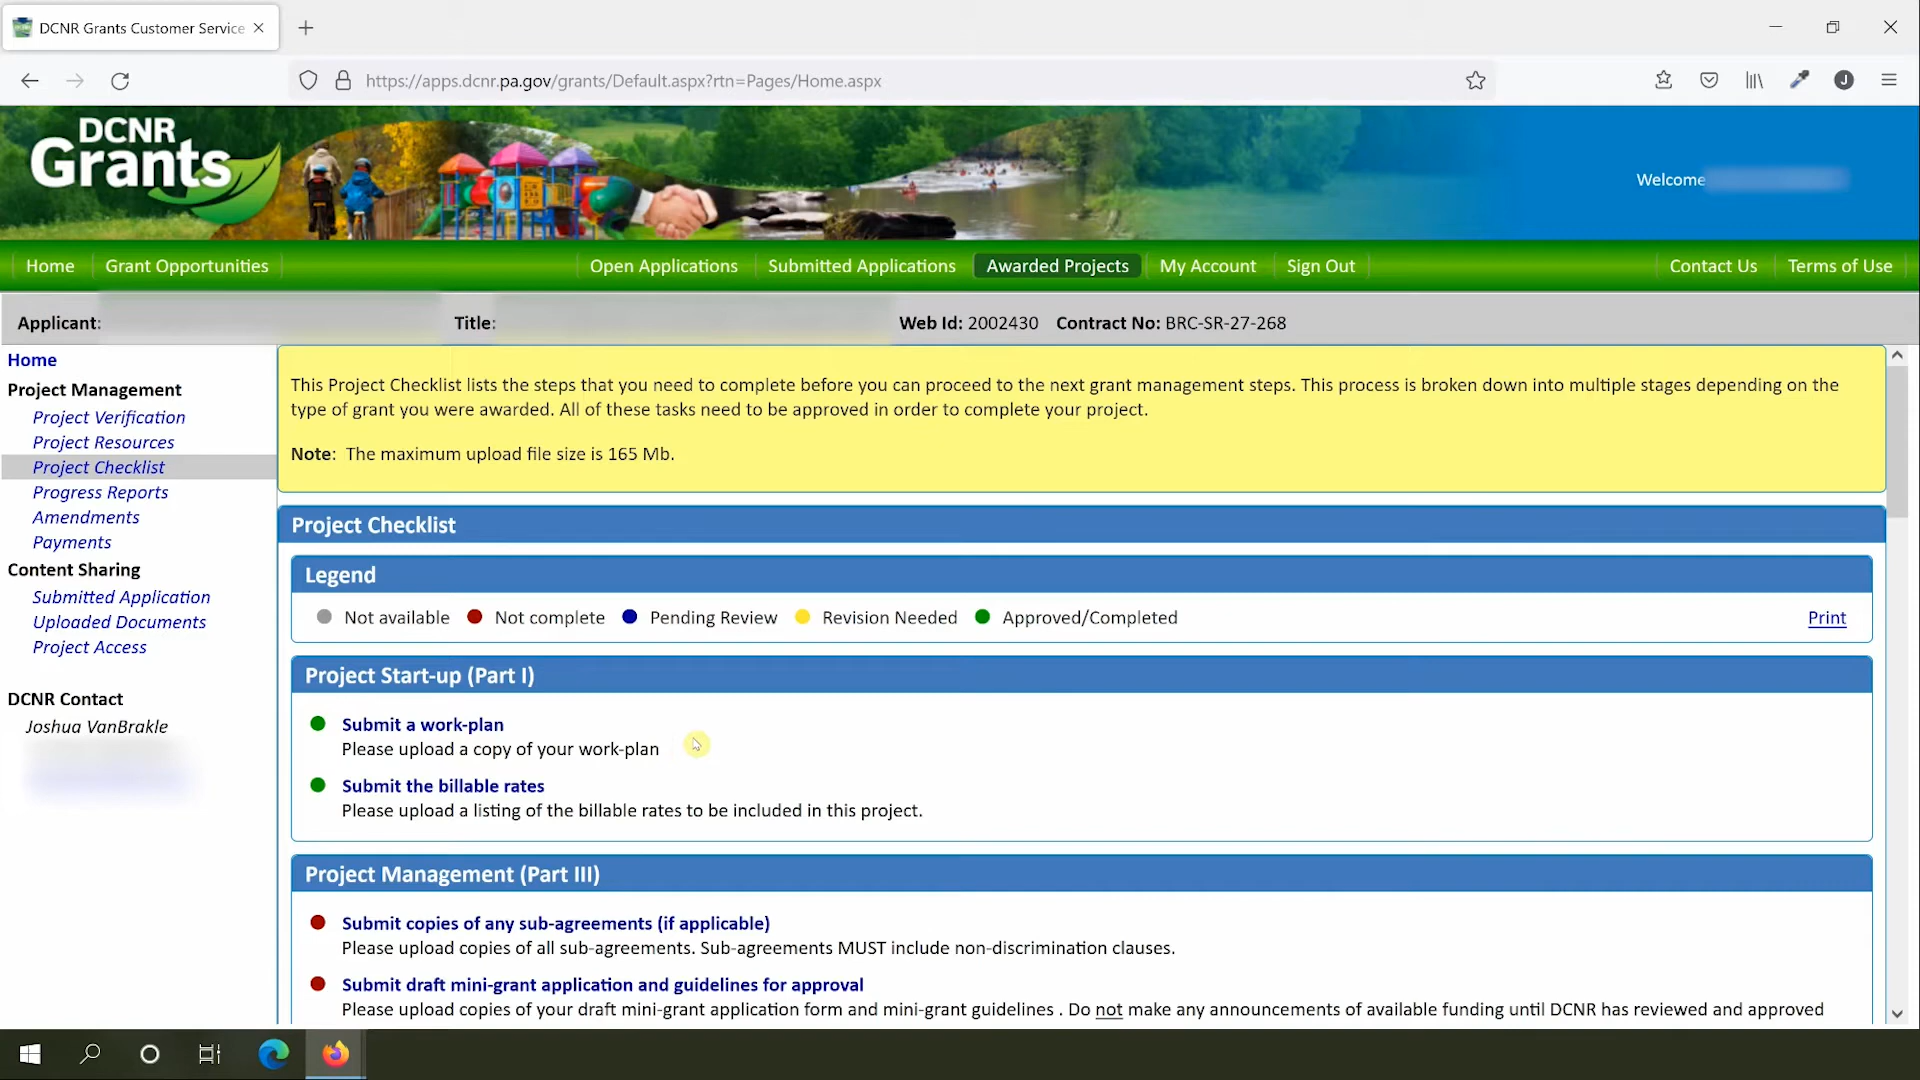 DCNR Grants Customer Service
https://apps.dcnr.pa.gov/grants/Default.aspx?rtn=Pages/Home.aspx
J
DCNR
Grants
Welcome
Home
Grant Opportunities
Open Applications
Submitted Applications
Awarded Projects
My Account
Sign Out
Contact Us
Terms of Use
Applicant:
Title:
Web Id: 2002430
Contract No: BRC-SR-27-268
Home
Project Management
Project Verification
Project Resources
Project Checklist
Progress Reports
Amendments
Payments
Content Sharing
Submitted Application
Uploaded Documents
Project Access
DCNR Contact
Joshua VanBrakle
This Project Checklist lists the steps that you need to complete before you can proceed to the next grant management steps. This process is broken down into multiple stages depending on the
type of grant you were awarded. All of these tasks need to be approved in order to complete your project.
Note: The maximum upload file size is 165 Mb.
Project Checklist
Legend
Not available
Not complete
Pending Review
Revision Needed
Approved/Completed
Print
Project Start-up (Part I)
Submit a work-plan
Please upload a copy of your work-plan
Submit the billable rates
Please upload a listing of the billable rates to be included in this project.
Project Management (Part III)
Submit copies of any sub-agreements (if applicable)
Please upload copies of all sub-agreements. Sub-agreements MUST include non-discrimination clauses.
Submit draft mini-grant application and guidelines for approval
Please upload copies of your draft mini-grant application form and mini-grant guidelines . Do not make any announcements of available funding until DCNR has reviewed and approved